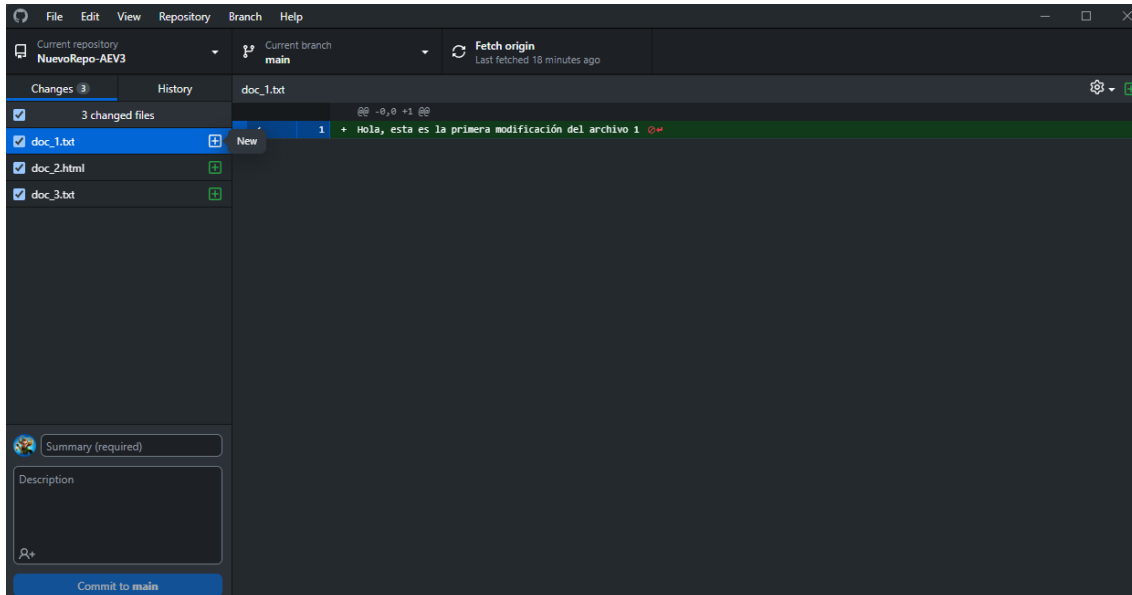 File Edit View Repository Branch Help
Current repository
NuevoRepo-AEV3
Current branch
main
Fetch origin
Last fetched 18 minutes ago
Changes 3 History
doc_1.txt
3 changed files
@@ -0,0 +1 @@
doc_1.txt
New
1 + Hola, esta es la primera modificación del archivo 1
doc_2.html
doc_3.txt
Summary (required)
Description
Commit to main